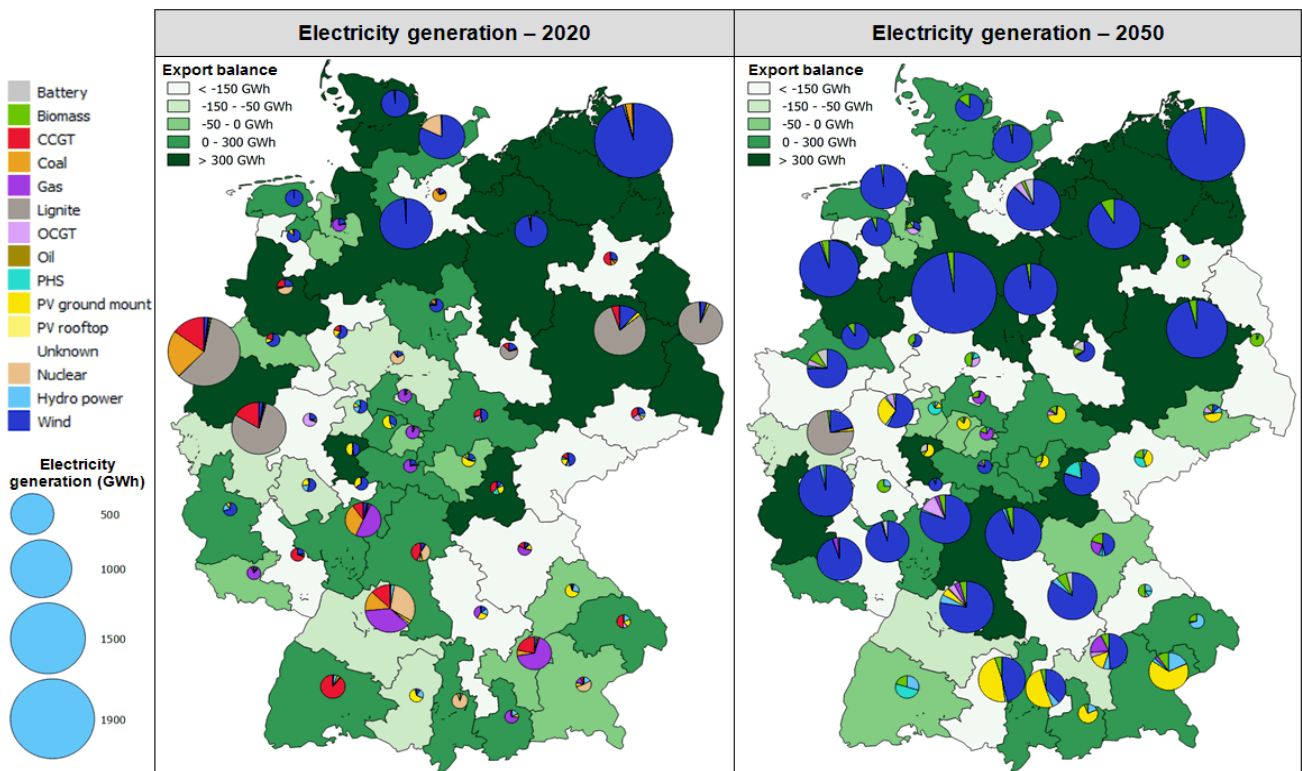 Electricity generation – 2020
Electricity generation – 2050
Battery
Biomass
CCGT
Coal
Gas
Lignite
OCGT
Oil
PHS
PV ground mount
PV rooftop
Unknown
Nuclear
Hydro power
Wind
Electricity
generation (GWh)
500
1000
1500
1900
Export balance
< -150 GWh
-150 - -50 GWh
-50 - 0 GWh
0 - 300 GWh
> 300 GWh
Export balance
< -150 GWh
-150 - -50 GWh
-50 - 0 GWh
0 - 300 GWh
> 300 GWh